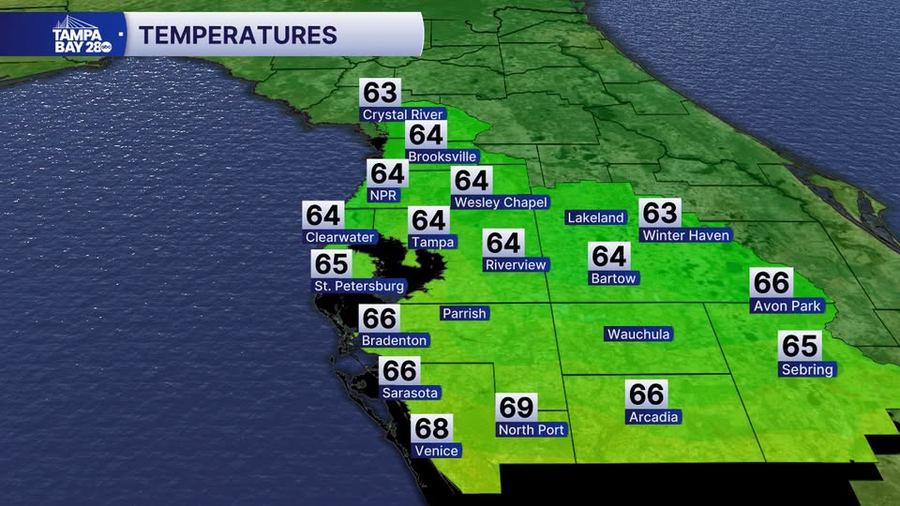 TAMPA
BAY 28 abc
TEMPERATURES
63
Crystal River
64
Brooksville
64
NPR
64
Wesley Chapel
64
Clearwater
64
Tampa
Lakeland
63
Winter Haven
64
Riverview
64
Bartow
65
St. Petersburg
66
Avon Park
66
Bradenton
Parrish
Wauchula
65
Sebring
66
Sarasota
66
Arcadia
69
North Port
68
Venice